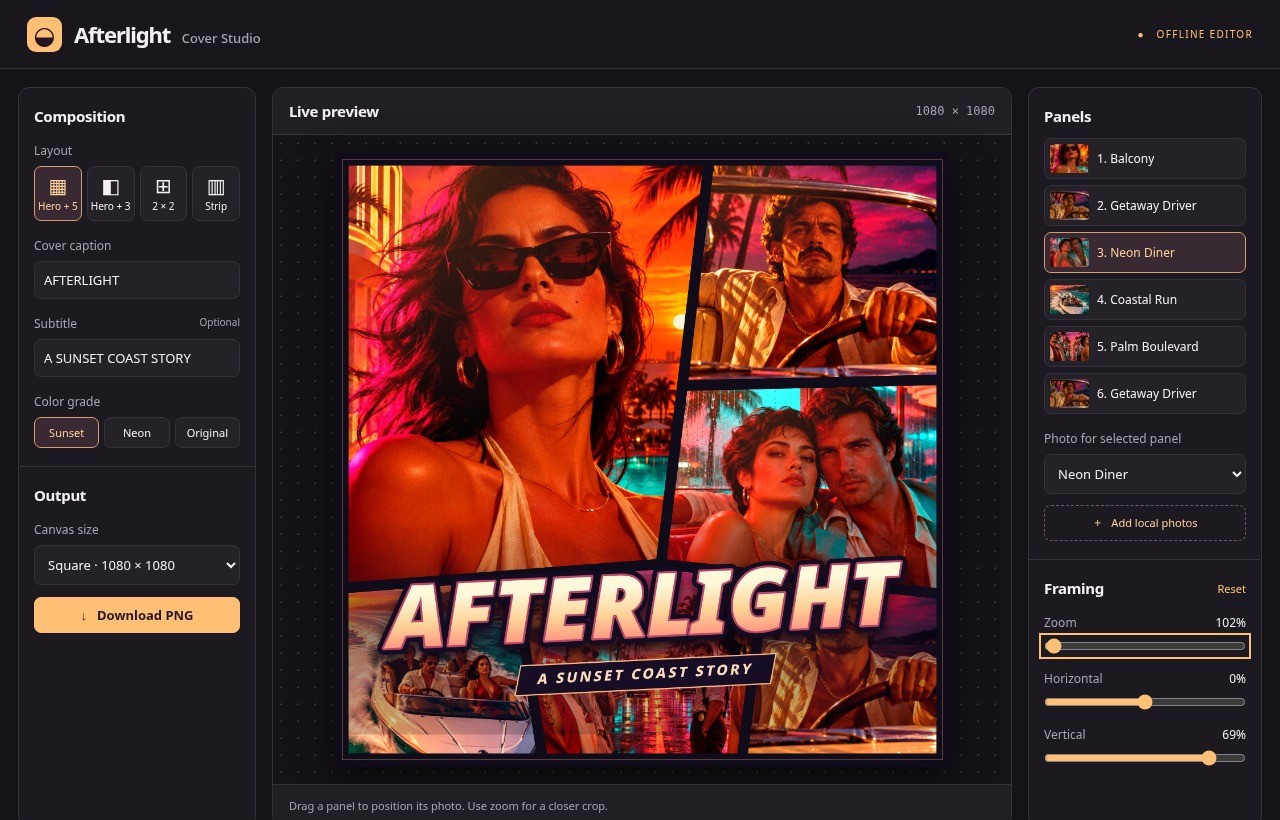 Afterlight Cover Studio
OFFLINE EDITOR
Composition
Layout
Hero + 5
Hero + 3
2 × 2
Strip
Cover caption
AFTERLIGHT
Subtitle Optional
A SUNSET COAST STORY
Color grade
Sunset
Neon
Original
Output
Canvas size
Square · 1080 × 1080
↓ Download PNG
Live preview 1080 × 1080
AFTERLIGHT
A SUNSET COAST STORY
Drag a panel to position its photo. Use zoom for a closer crop.
Panels
1. Balcony
2. Getaway Driver
3. Neon Diner
4. Coastal Run
5. Palm Boulevard
6. Getaway Driver
Photo for selected panel
Neon Diner
+ Add local photos
Framing Reset
Zoom 102%
Horizontal 0%
Vertical 69%